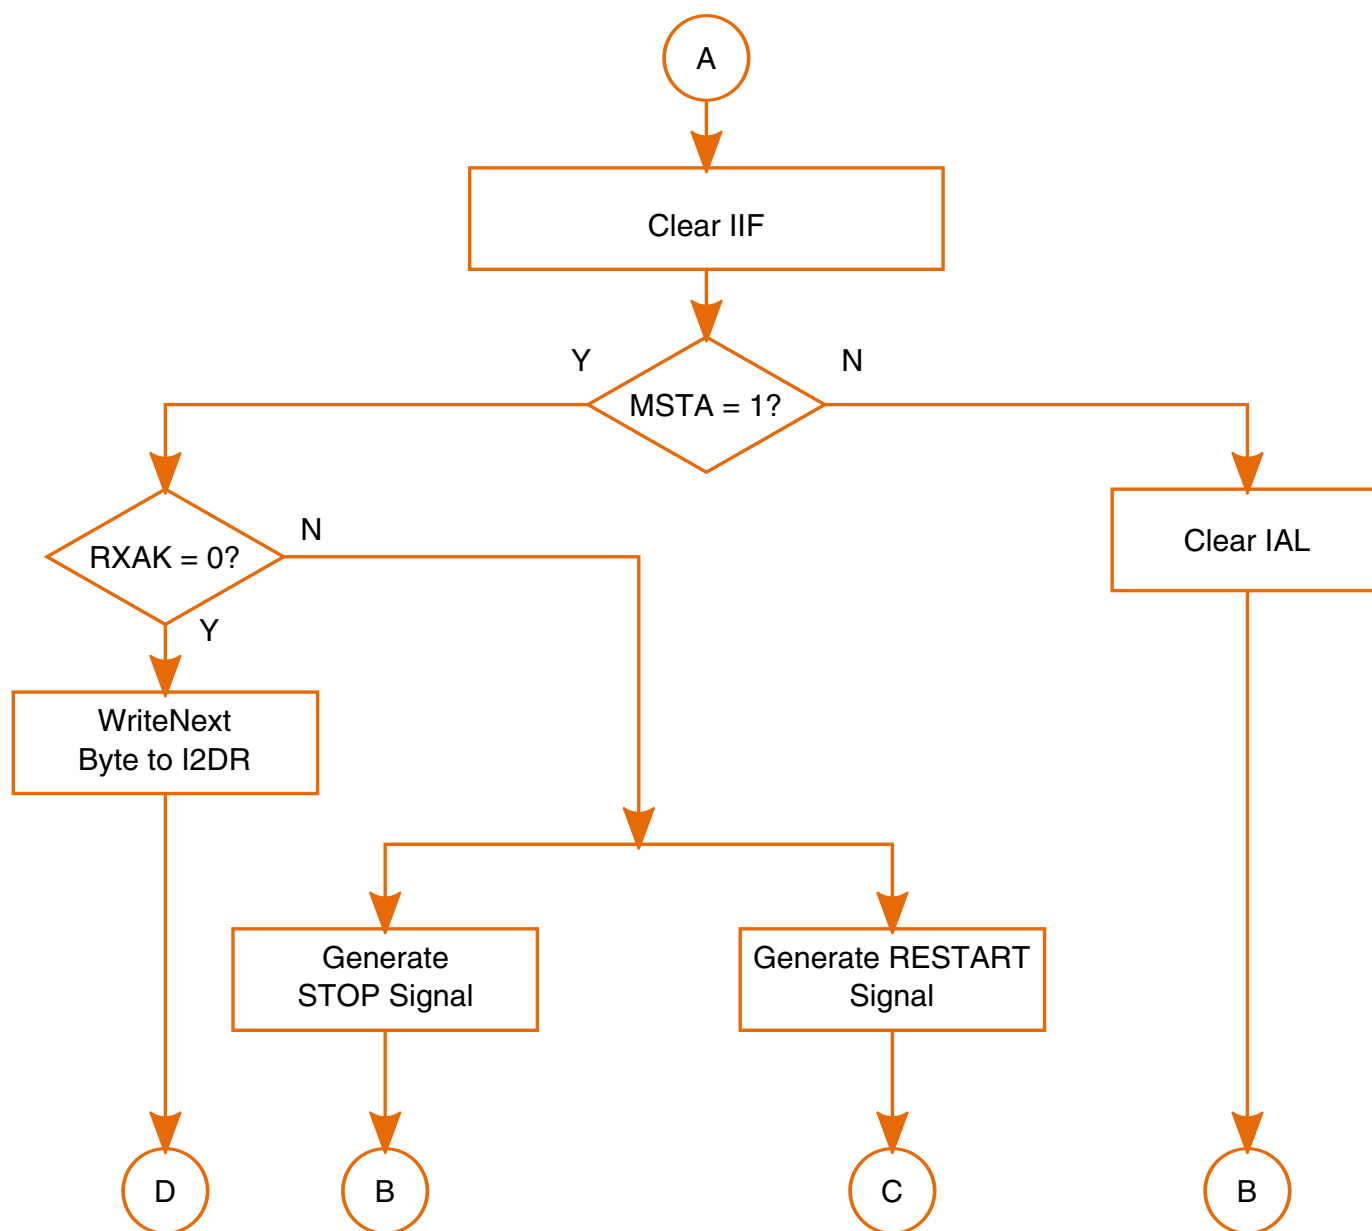 A
Clear IIF
Y
N
MSTA = 1?
N
RXAK = 0?
Clear IAL
Y
WriteNext
Byte to I2DR
Generate
STOP Signal
Generate RESTART
Signal
D
B
C
B